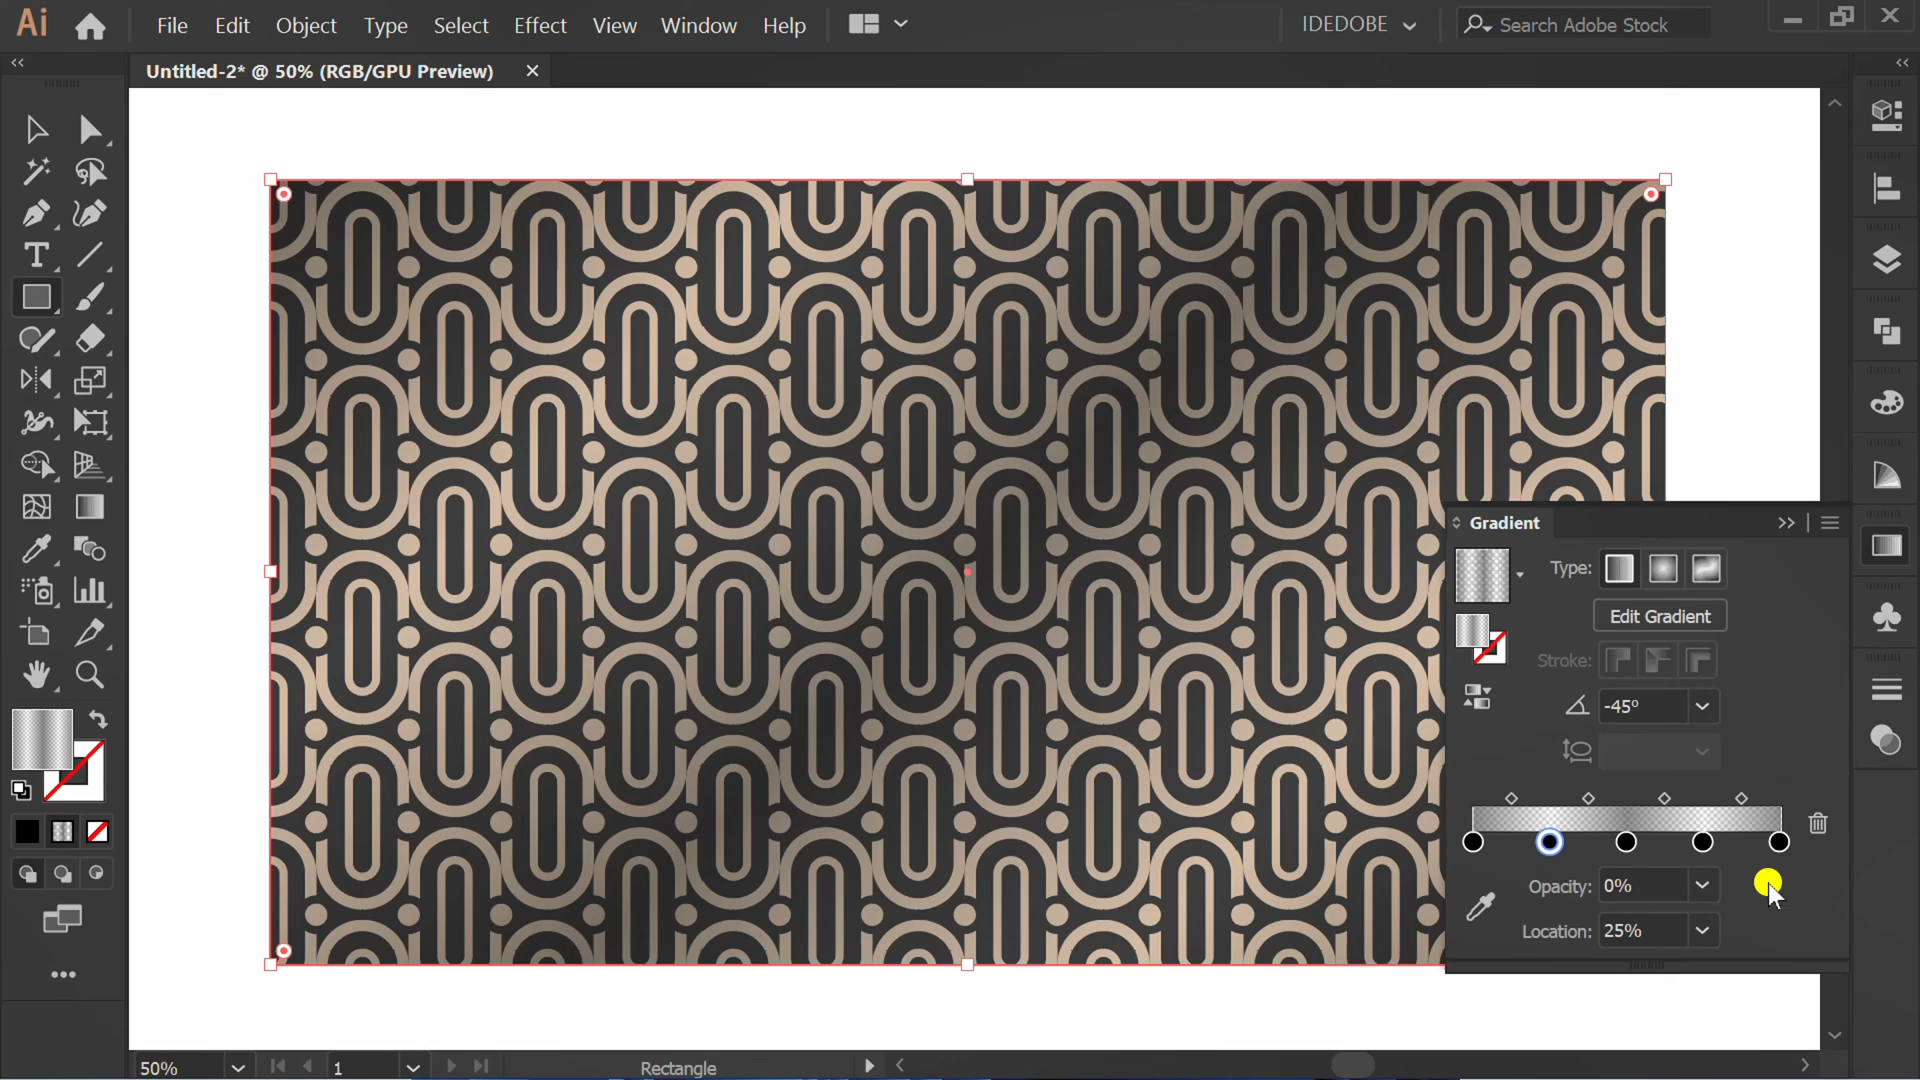 Ai File Edit Object Type Select Effect View Window Help IDEDOBE Search Adobe Stock
Untitled-2* @ 50% (RGB/GPU Preview)
T
Gradient
Type:
Edit Gradient
Stroke:
-45°
Opacity: 0%
Location: 25%
50% 1 Rectangle